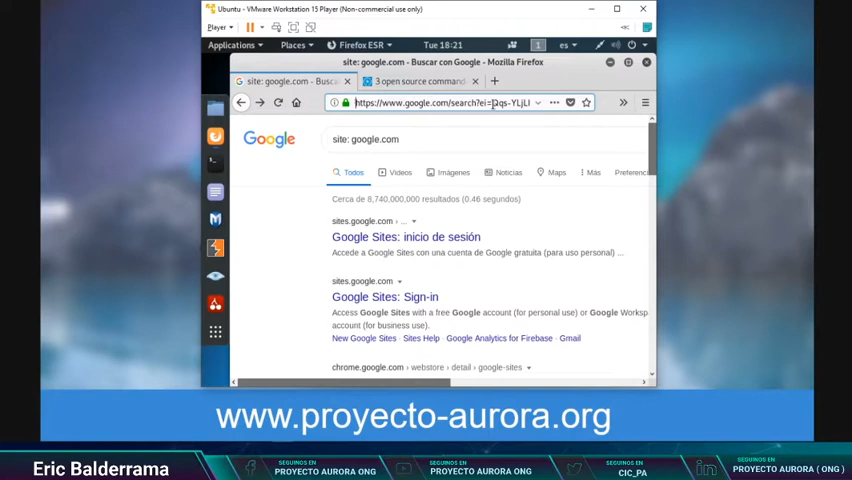 Ubuntu - VMware Workstation 15 Player (Non-commercial use only)
Player
Applications Places Firefox ESR Tue 18:21 1 es
site: google.com - Buscar con Google - Mozilla Firefox
site: google.com - Busca 3 open source command
https://www.google.com/search?ei=
Google site: google.com
Todos Videos Imágenes Noticias Maps Más Preferenci
Cerca de 8,740,000,000 resultados (0.46 segundos)
sites.google.com › ...
Google Sites: inicio de sesión
Accede a Google Sites con una cuenta de Google gratuita (para uso personal) ...
sites.google.com ›
Google Sites: Sign-in
Access Google Sites with a free Google account (for personal use) or Google Worksp
account (for business use).
New Google Sites · Sites Help · Google Analytics for Firebase · Gmail
chrome.google.com › webstore › detail › google-sites
www.proyecto-aurora.org
Eric Balderrama
SEGUINOS EN
PROYECTO AURORA ONG
SEGUINOS EN
PROYECTO AURORA ONG
SEGUINOS EN
CIC_PA
SEGUINOS EN
PROYECTO AURORA ( ONG )